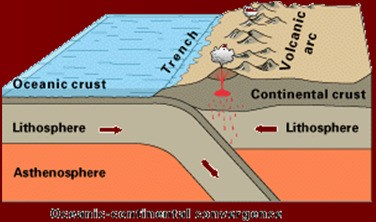 Trench
Volcanic
arc
Oceanic crust
Continental crust
Lithosphere
Lithosphere
Asthenosphere
Oceanic-continental convergence